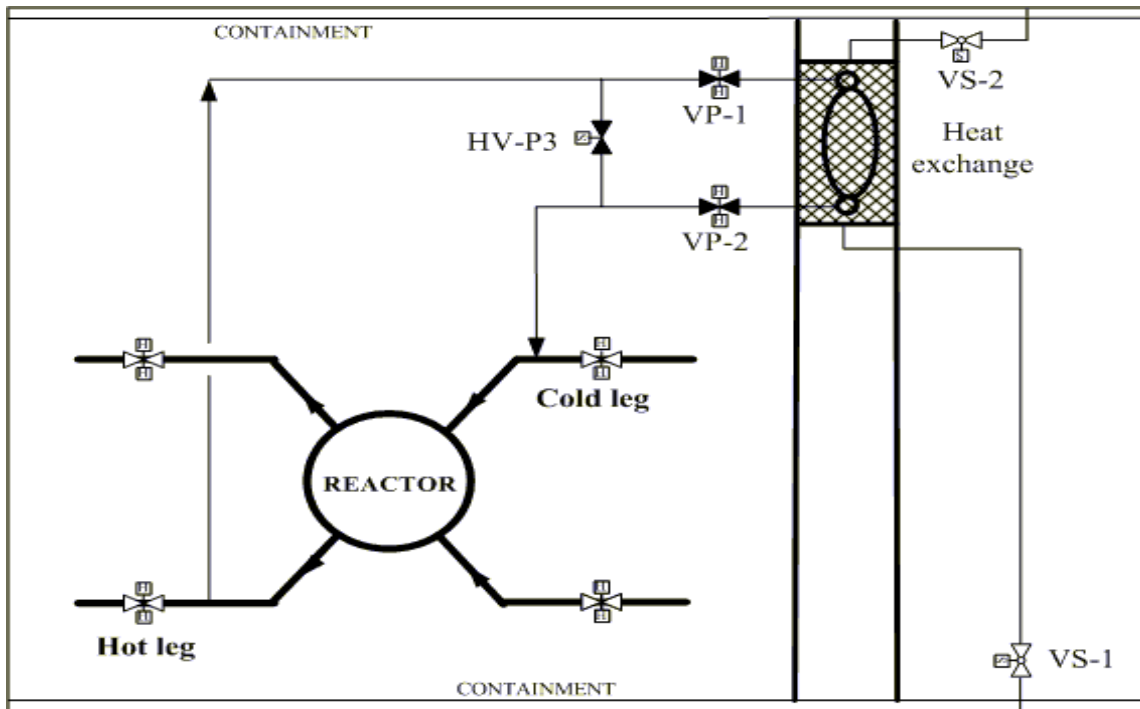 CONTAINMENT
VS-2
VP-1
HV-P3
Heat
exchange
VP-2
Cold leg
REACTOR
Hot leg
VS-1
CONTAINMENT
H
H
H
H
H
H
H
H
H
S